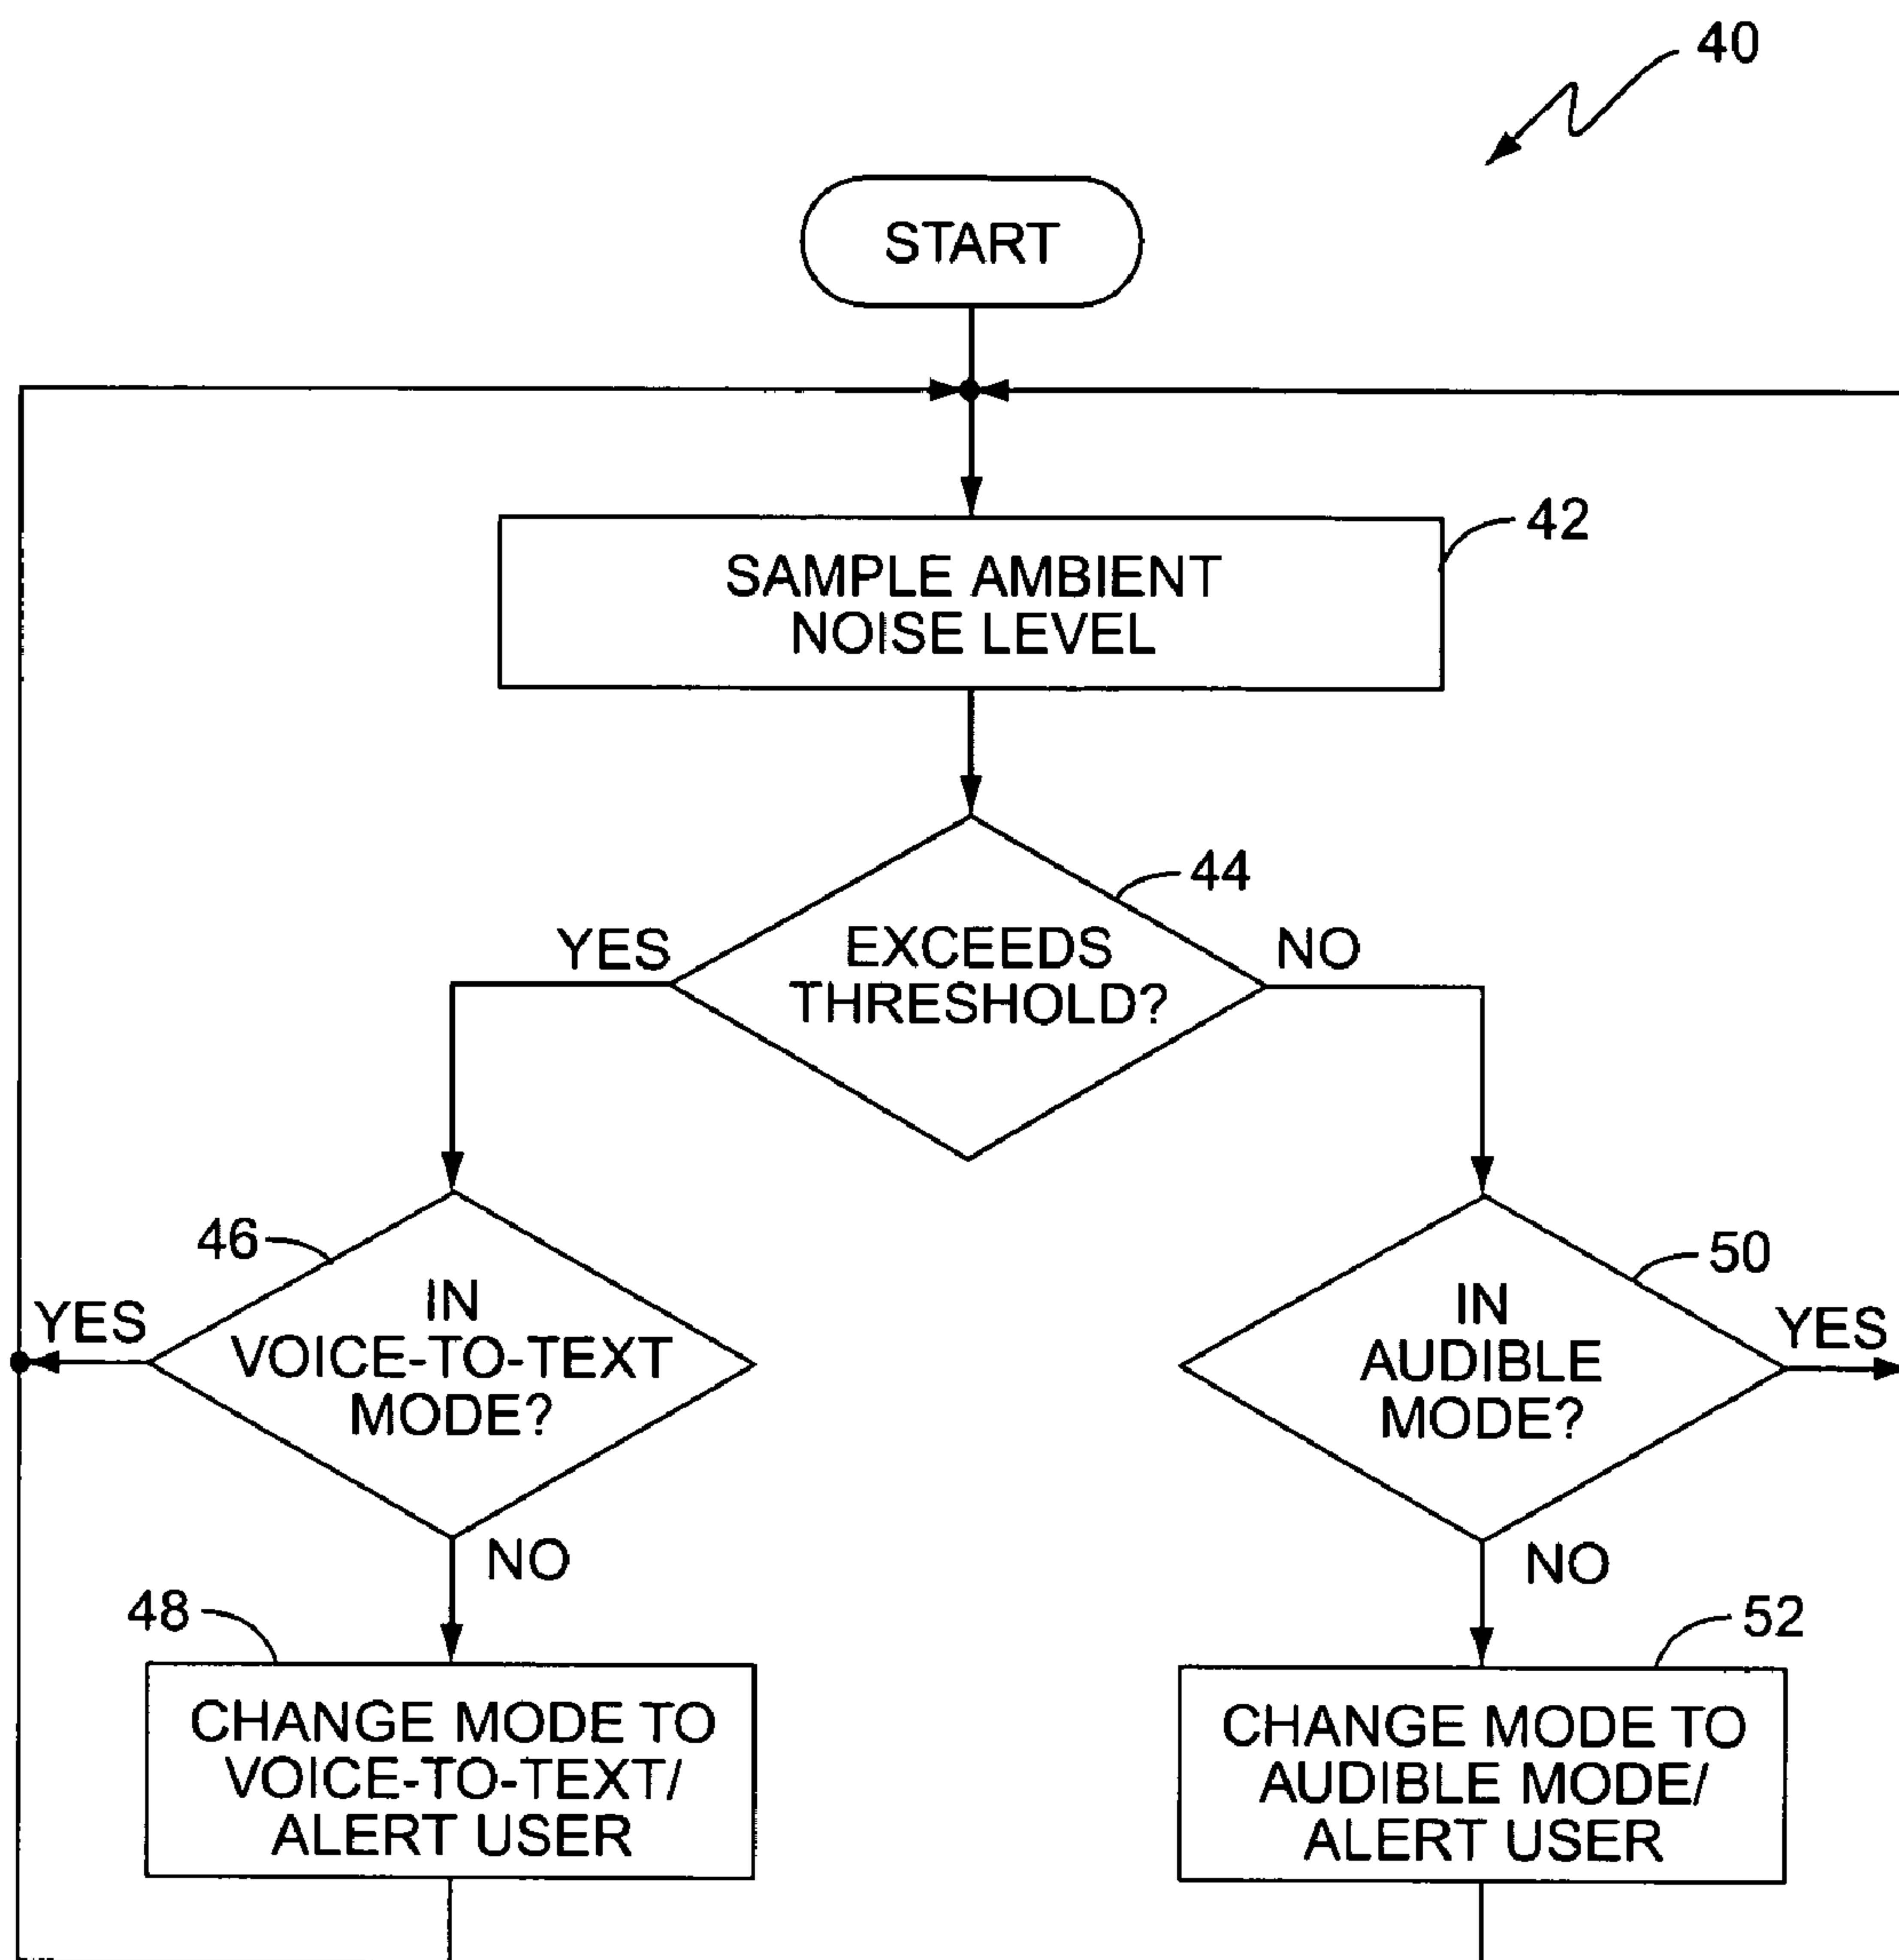 40
START
42
SAMPLE AMBIENT
NOISE LEVEL
44
YES
EXCEEDS
THRESHOLD?
NO
46
YES
IN
VOICE-TO-TEXT
MODE?
NO
50
IN
AUDIBLE
MODE?
YES
NO
48
CHANGE MODE TO
VOICE-TO-TEXT/
ALERT USER
52
CHANGE MODE TO
AUDIBLE MODE/
ALERT USER